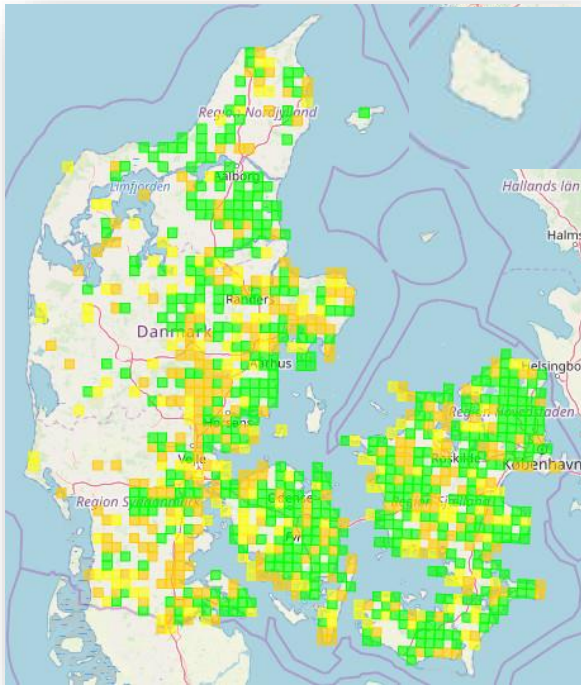 Region Nordjylland
Limfjorden
Aalborg
Hallands län
Halms
Randers
Danmark
Aarhus
Helsingbo
Region Hovedstaden
Horsens
Vejle
Roskilde
København
Region Syddanmark
Odense
Region Sjælland
Fyn